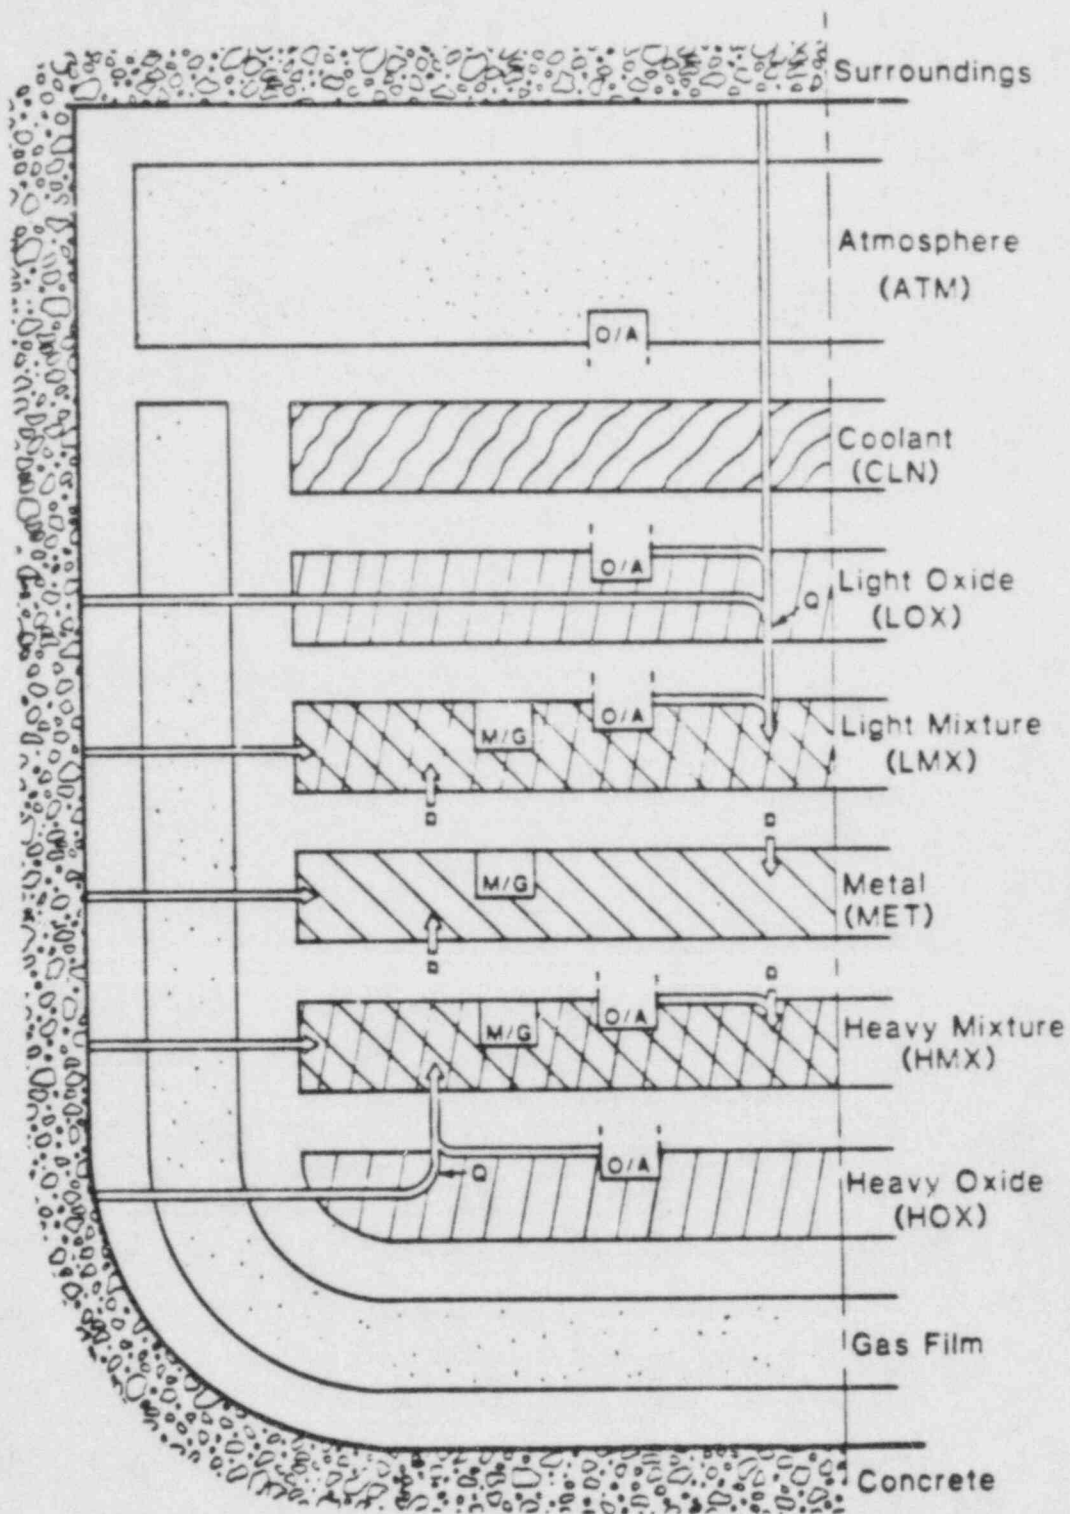 Surroundings
Atmosphere
(ATM)
O/A
Coolant
(CLN)
O/A
Light Oxide
(LOX)
Q
O/A
M/G
Light Mixture
(LMX)
M/G
Metal
(MET)
O/A
M/G
Heavy Mixture
(HMX)
O/A
Q
Heavy Oxide
(HOX)
Gas Film
Concrete